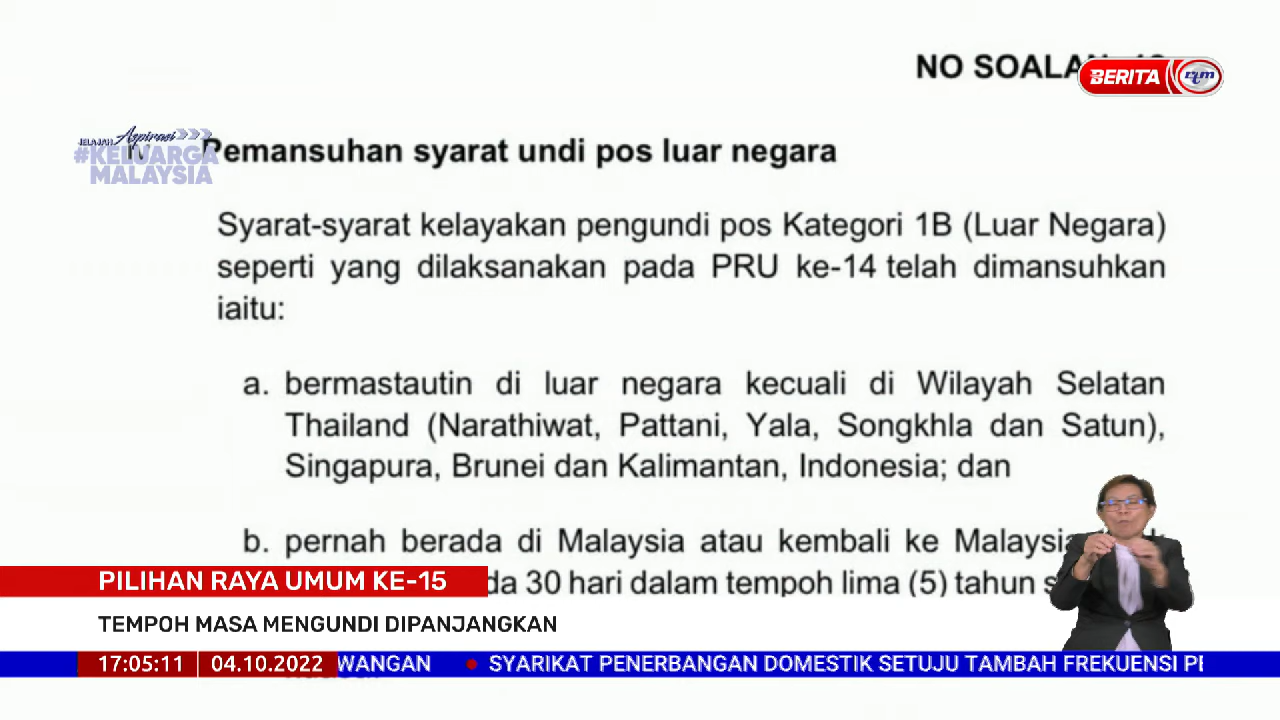 NO SOALAN
BERITA rtm
JELAJAH Aspirasi
#KELUARGA
MALAYSIA
Pemansuhan syarat undi pos luar negara
Syarat-syarat kelayakan pengundi pos Kategori 1B (Luar Negara)
seperti yang dilaksanakan pada PRU ke-14 telah dimansuhkan
iaitu:
a. bermastautin di luar negara kecuali di Wilayah Selatan
Thailand (Narathiwat, Pattani, Yala, Songkhla dan Satun),
Singapura, Brunei dan Kalimantan, Indonesia; dan
b. pernah berada di Malaysia atau kembali ke Malaysia
da 30 hari dalam tempoh lima (5) tahun s
PILIHAN RAYA UMUM KE-15
TEMPOH MASA MENGUNDI DIPANJANGKAN
17:05:11 04.10.2022 WANGAN • SYARIKAT PENERBANGAN DOMESTIK SETUJU TAMBAH FREKUENSI PE